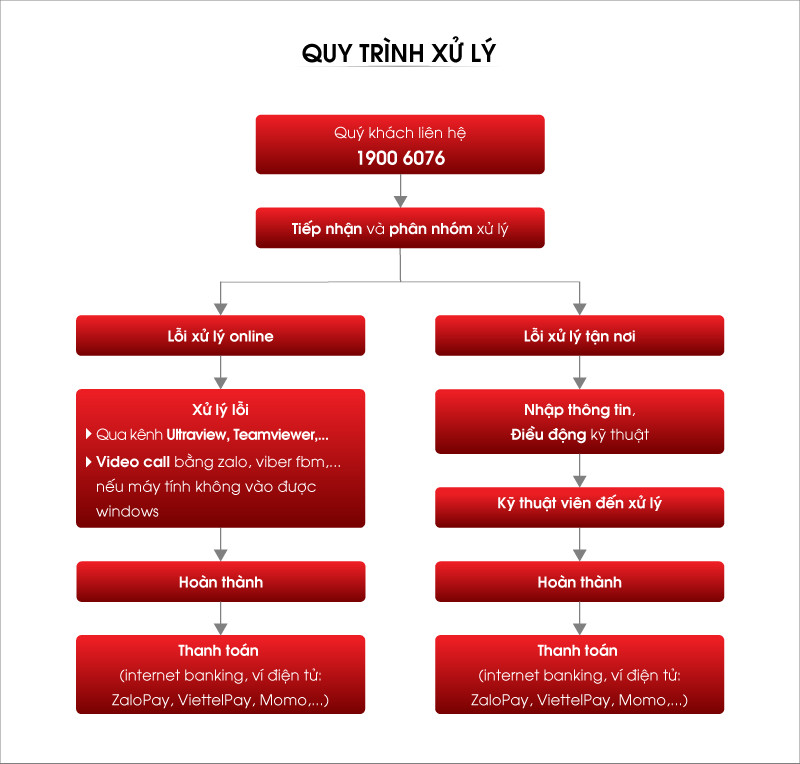 QUY TRÌNH XỬ LÝ
Quý khách liên hệ
1900 6076
Tiếp nhận và phân nhóm xử lý
Lỗi xử lý online
Xử lý lỗi
Qua kênh Ultraview, Teamviewer,...
Video call bằng zalo, viber fbm,...
nếu máy tính không vào được
windows
Hoàn thành
Thanh toán
(internet banking, ví điện tử:
ZaloPay, ViettelPay, Momo,...)
Lỗi xử lý tận nơi
Nhập thông tin,
Điều động kỹ thuật
Kỹ thuật viên đến xử lý
Hoàn thành
Thanh toán
(internet banking, ví điện tử:
ZaloPay, ViettelPay, Momo,...)